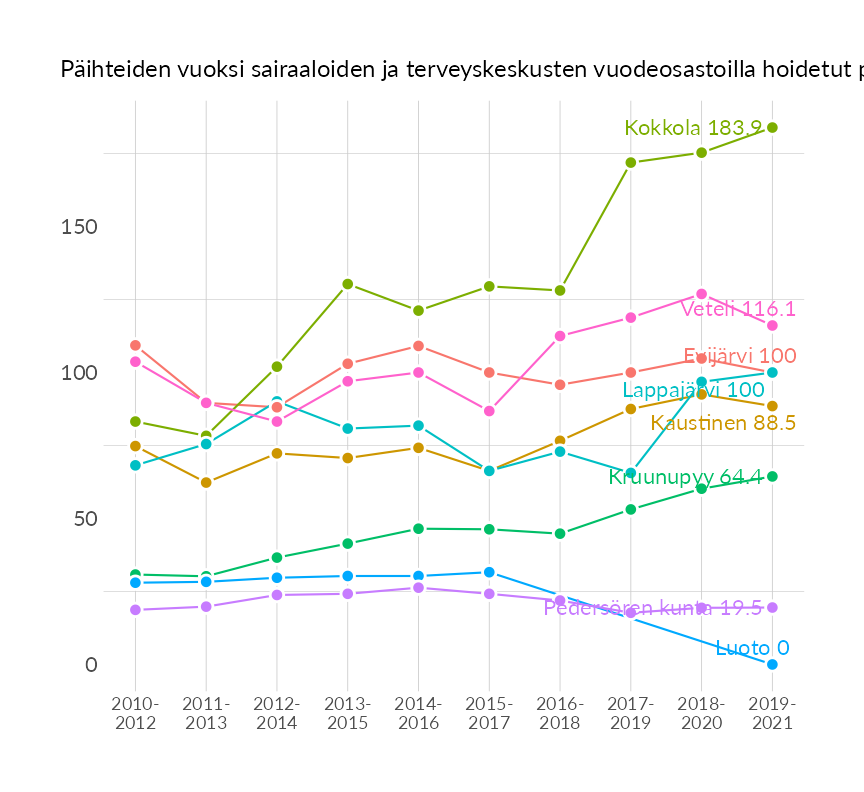 Päihteiden vuoksi sairaaloiden ja terveyskeskusten vuodeosastoilla hoidetut
Kokkola 183.9
150
Veteli 116.1
Evijärvi 100
100
Lappajärvi 100
Kaustinen 88.5
Kruunupyy 64.4
50
Pedersören kunta 19.5
Luoto 0
0
2010-2012
2011-2013
2012-2014
2013-2015
2014-2016
2015-2017
2016-2018
2017-2019
2018-2020
2019-2021